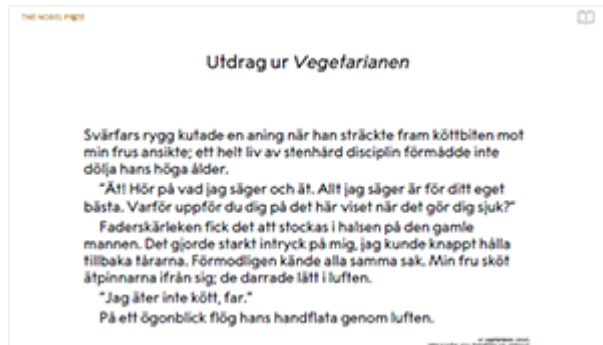 THE NOBEL PRIZE
Utdrag ur Vegetarianen
Svärfars rygg kutade en aning när han sträckte fram köttbiten mot
min frus ansikte; ett helt liv av stenhård disciplin förmådde inte
dölja hans höga ålder.
"Ät! Hör på vad jag säger och ät. Allt jag säger är för ditt eget
bästa. Varför uppför du dig på det här viset när det gör dig sjuk?"
Faderskärleken fick det att stockas i halsen på den gamle
mannen. Det gjorde starkt intryck på mig, jag kunde knappt hålla
tillbaka tårarna. Förmodligen kände alla samma sak. Min fru sköt
ätpinnarna ifrån sig; de darrade lätt i luften.
"Jag äter inte kött, far."
På ett ögonblick flög hans handflata genom luften.